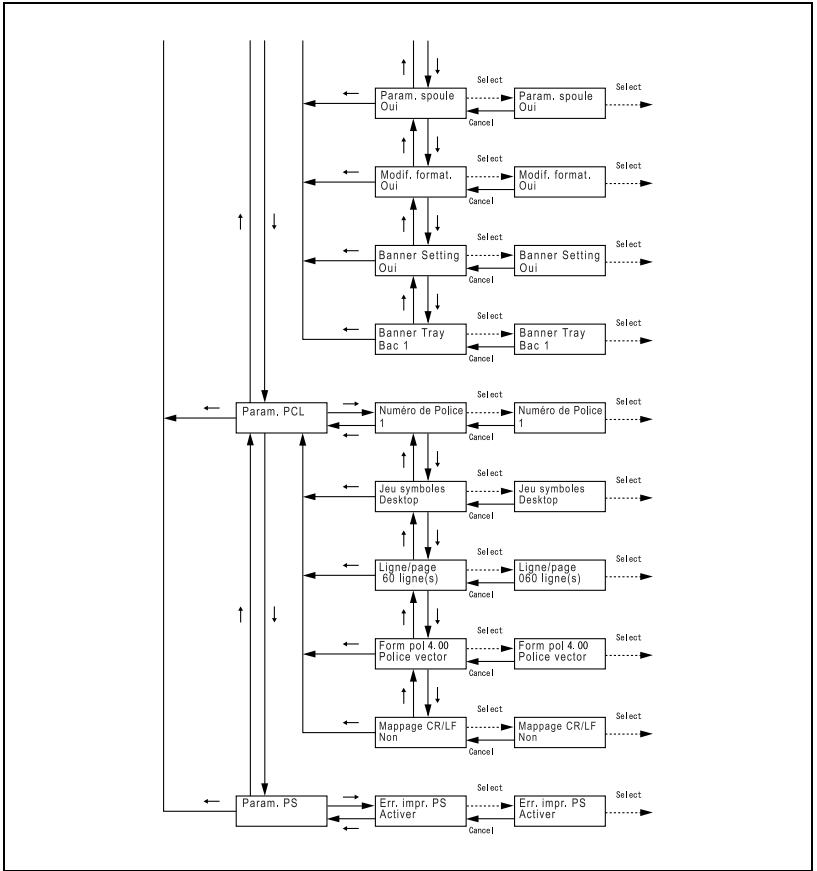 Select
Select
Param. spoule
Oui
Param. spoule
Oui
Cancel
Select
Select
Modif. format.
Oui
Modif. format.
Oui
Cancel
Select
Select
Banner Setting
Oui
Banner Setting
Oui
Cancel
Select
Select
Banner Tray
Bac 1
Banner Tray
Bac 1
Cancel
Select
Select
Param. PCL
Numéro de Police
1
Numéro de Police
1
Cancel
Select
Select
Jeu symboles
Desktop
Jeu symboles
Desktop
Cancel
Select
Select
Ligne/page
60 ligne(s)
Ligne/page
060 ligne(s)
Cancel
Select
Select
Form pol 4.00
Police vector
Form pol 4.00
Police vector
Cancel
Select
Select
Mappage CR/LF
Non
Mappage CR/LF
Non
Cancel
Select
Select
Param. PS
Err. impr. PS
Activer
Err. impr. PS
Activer
Cancel